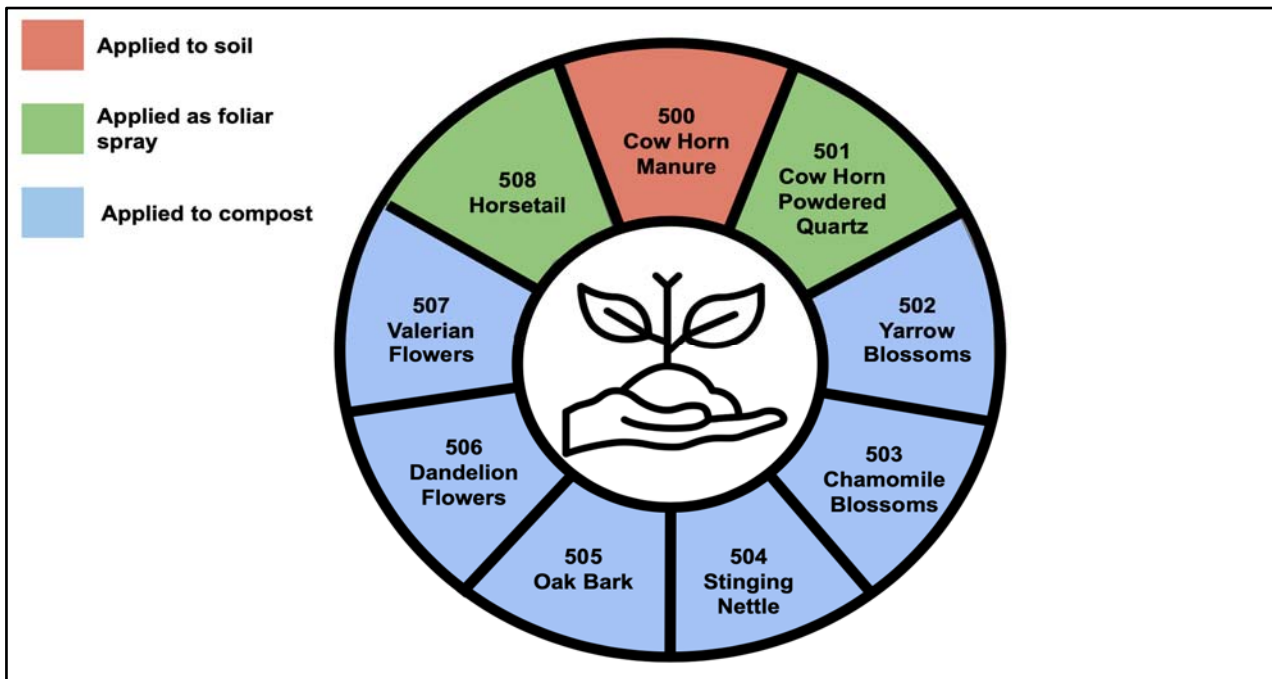 Applied to soil
Applied as foliar
spray
Applied to compost
500
Cow Horn
Manure
501
Cow Horn
Powdered
Quartz
502
Yarrow
Blossoms
503
Chamomile
Blossoms
504
Stinging
Nettle
505
Oak Bark
506
Dandelion
Flowers
507
Valerian
Flowers
508
Horsetail